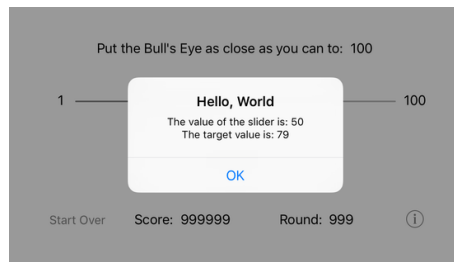 Put the Bull's Eye as close as you can to: 100
1 100
Hello, World
The value of the slider is: 50
The target value is: 79
OK
Start Over Score: 999999 Round: 999 i